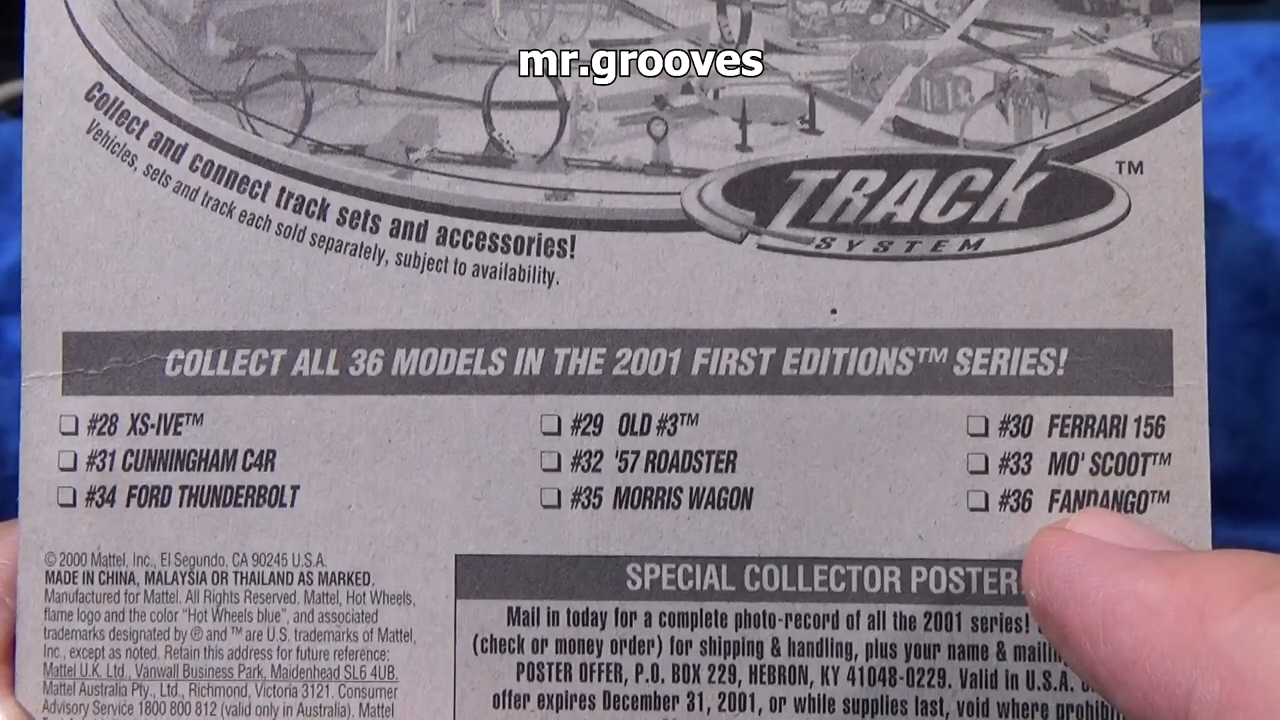 mr.grooves
Collect and connect track sets and accessories!
Vehicles, sets and track each sold separately, subject to availability.
TRACK ™
SYSTEM
COLLECT ALL 36 MODELS IN THE 2001 FIRST EDITIONS™ SERIES!
❏ #28 XS-IVE™ ❏ #29 OLD #3™ ❏ #30 FERRARI 156
❏ #31 CUNNINGHAM C4R ❏ #32 '57 ROADSTER ❏ #33 MO' SCOOT™
❏ #34 FORD THUNDERBOLT ❏ #35 MORRIS WAGON ❏ #36 FANDANGO™
© 2000 Mattel, Inc., El Segundo, CA 90245 U.S.A.
MADE IN CHINA, MALAYSIA OR THAILAND AS MARKED.
Manufactured for Mattel. All Rights Reserved. Mattel, Hot Wheels,
flame logo and the color "Hot Wheels blue", and associated
trademarks designated by ® and ™ are U.S. trademarks of Mattel,
Inc., except as noted. Retain this address for future reference:
Mattel U.K. Ltd., Vanwall Business Park, Maidenhead SL6 4UB.
Mattel Australia Pty., Ltd., Richmond, Victoria 3121. Consumer
Advisory Service 1800 800 812 (valid only in Australia). Mattel
SPECIAL COLLECTOR POSTER
Mail in today for a complete photo-record of all the 2001 series!
(check or money order) for shipping & handling, plus your name &
POSTER OFFER, P.O. BOX 229, HEBRON, KY 41048-0229. Valid in U.S.A.
offer expires December 31, 2001, or while supplies last, void where